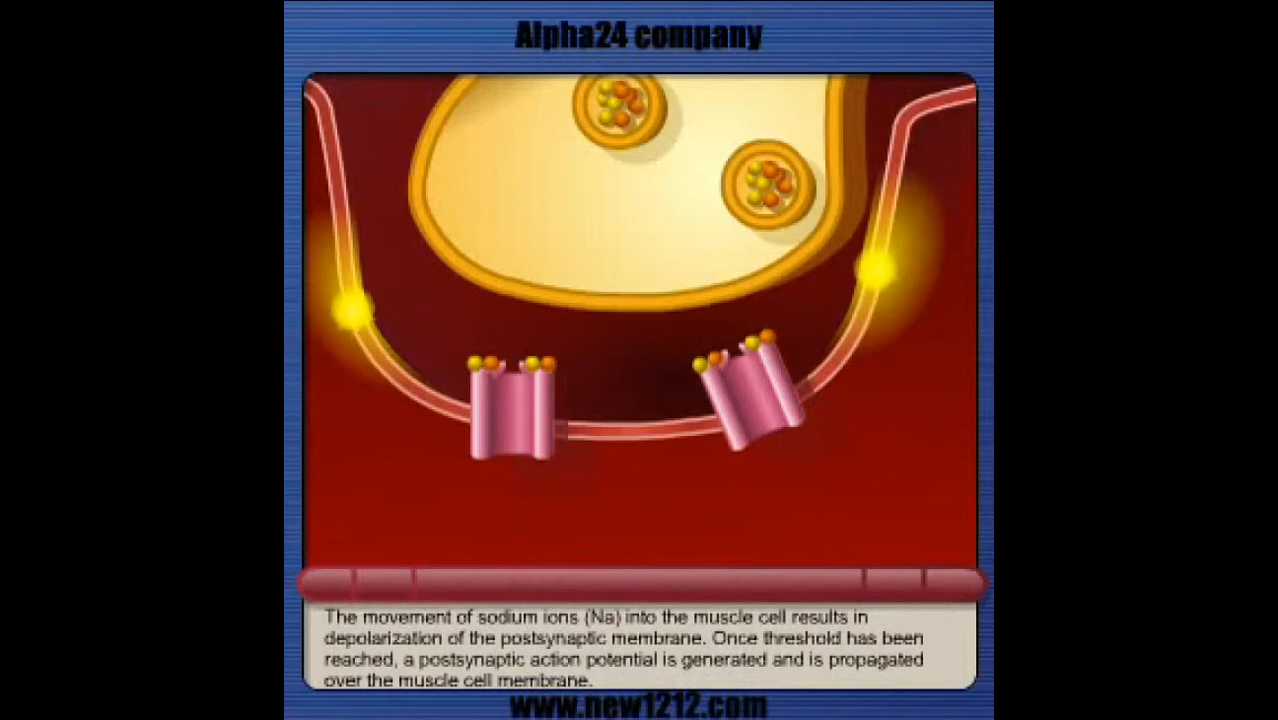 Alpha24 company
The movement of sodium ions (Na) into the muscle cell results in
depolarization of the postsynaptic membrane. Once threshold has been
reached, a postsynaptic action potential is generated and is propagated
over the muscle cell membrane.
www.new1212.com